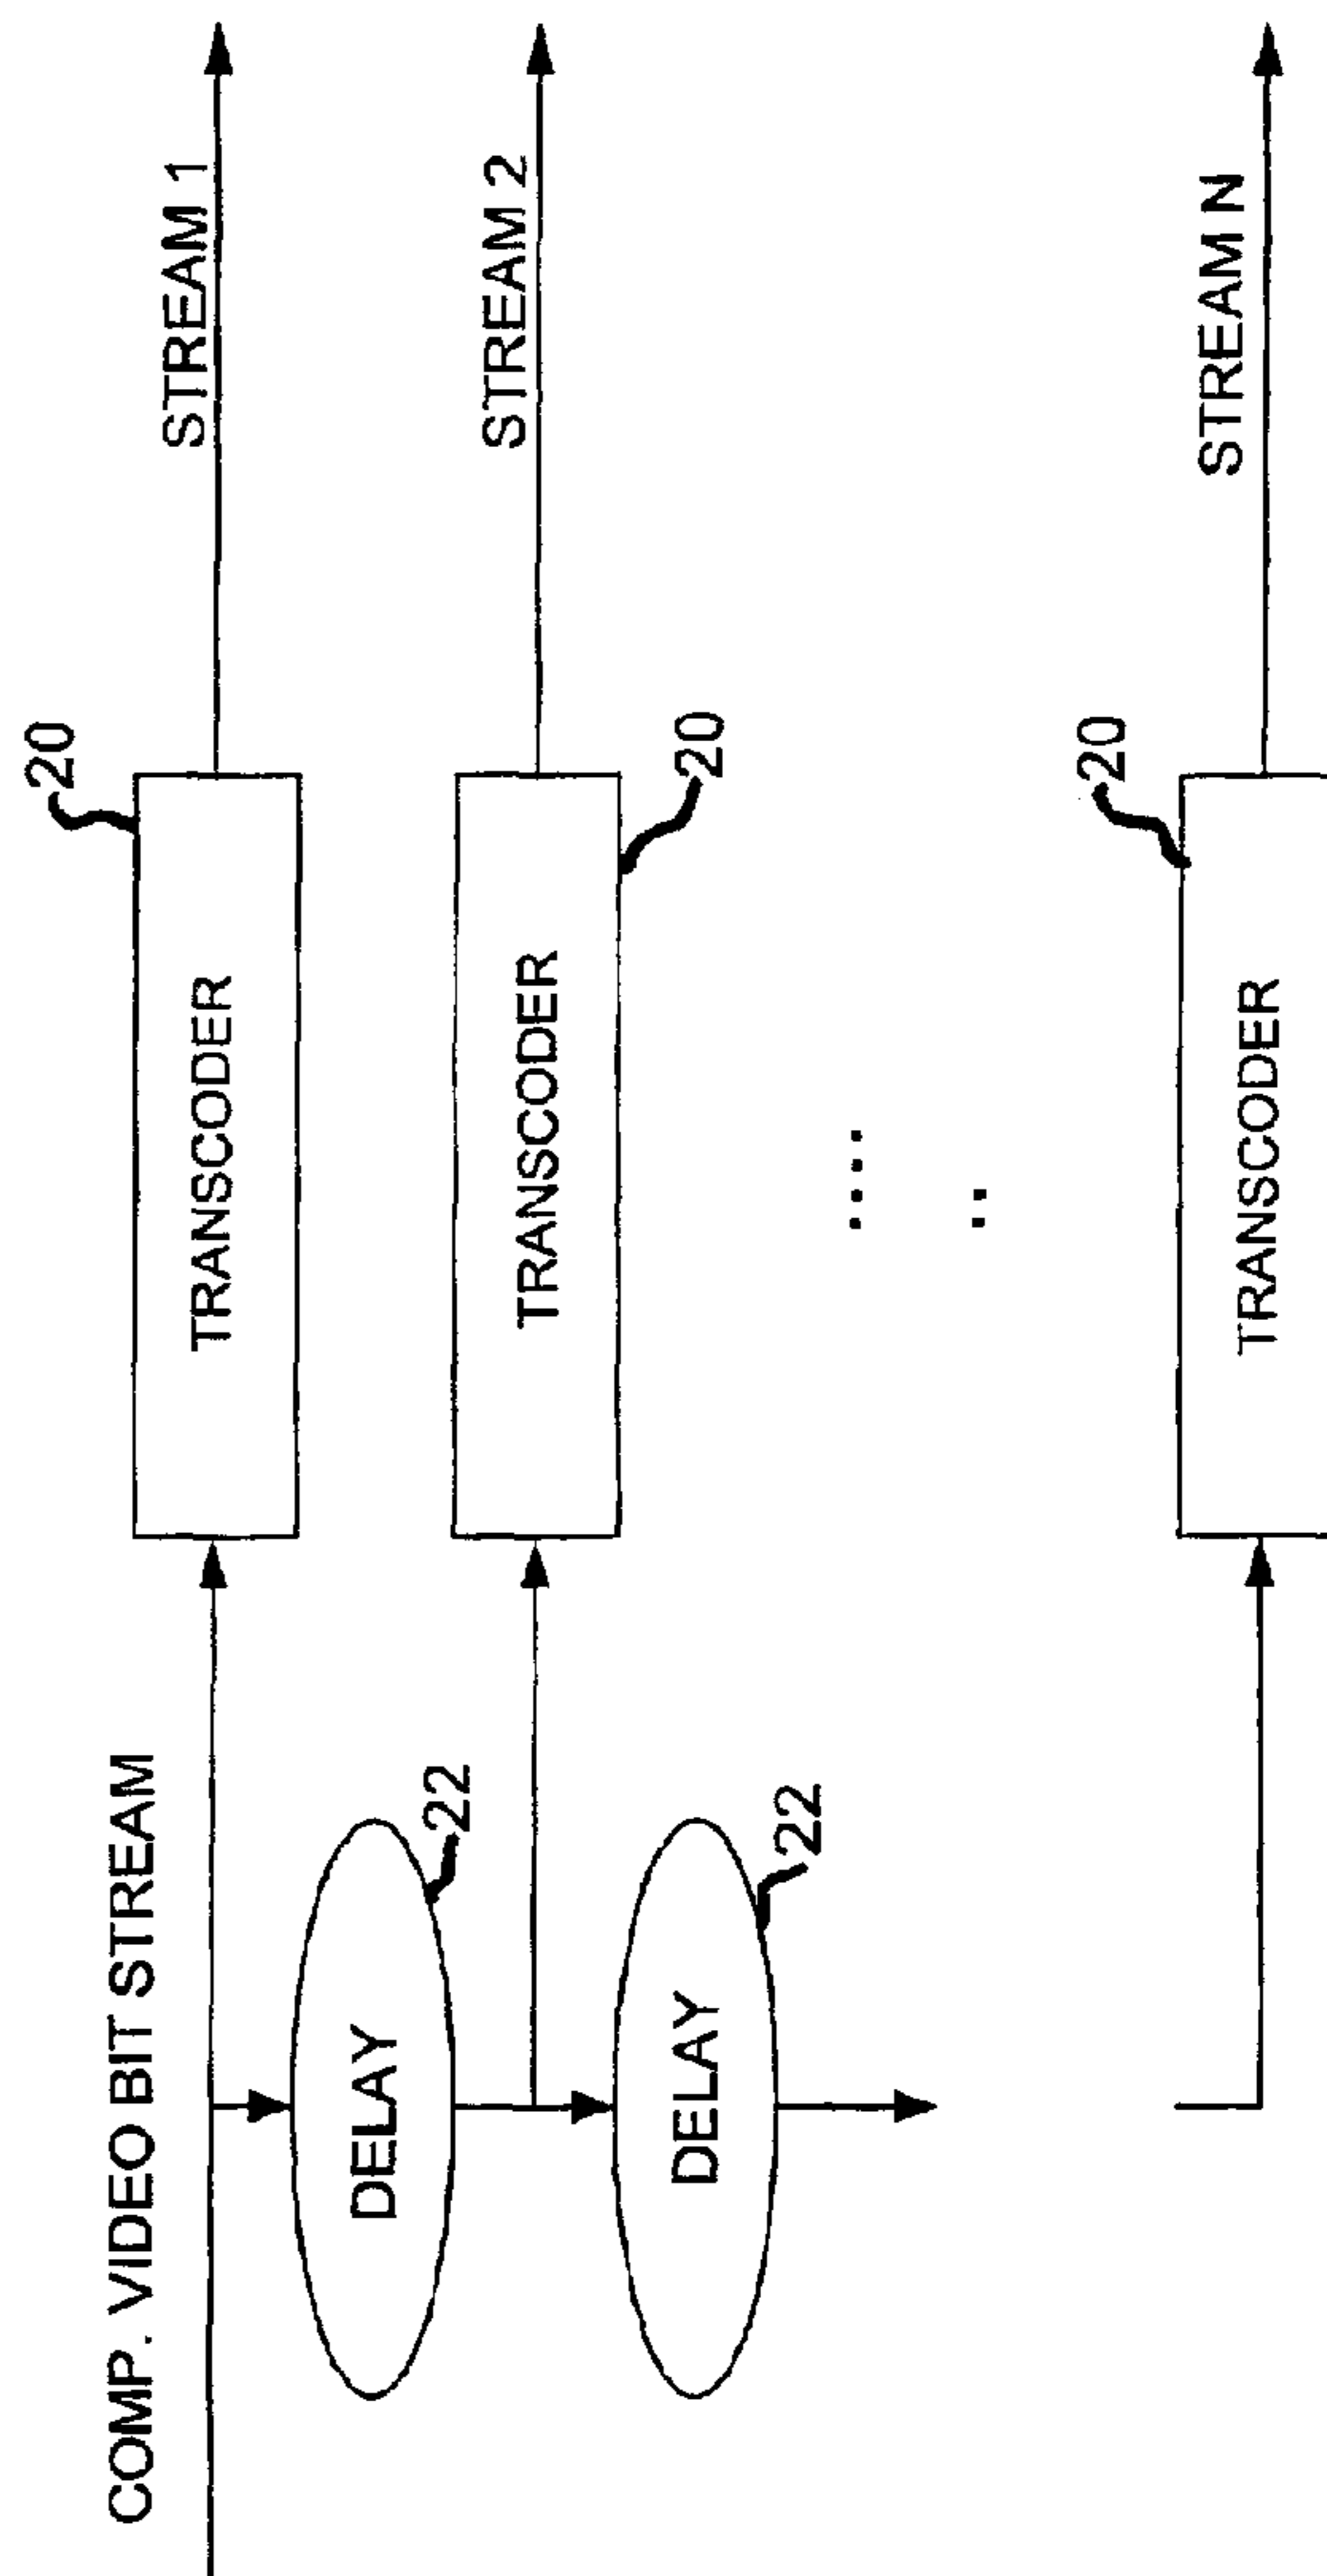 COMP. VIDEO BIT STREAM
20
TRANSCODER
STREAM 1
DELAY
22
TRANSCODER
20
STREAM 2
DELAY
22
.... 
..
20
TRANSCODER
STREAM N